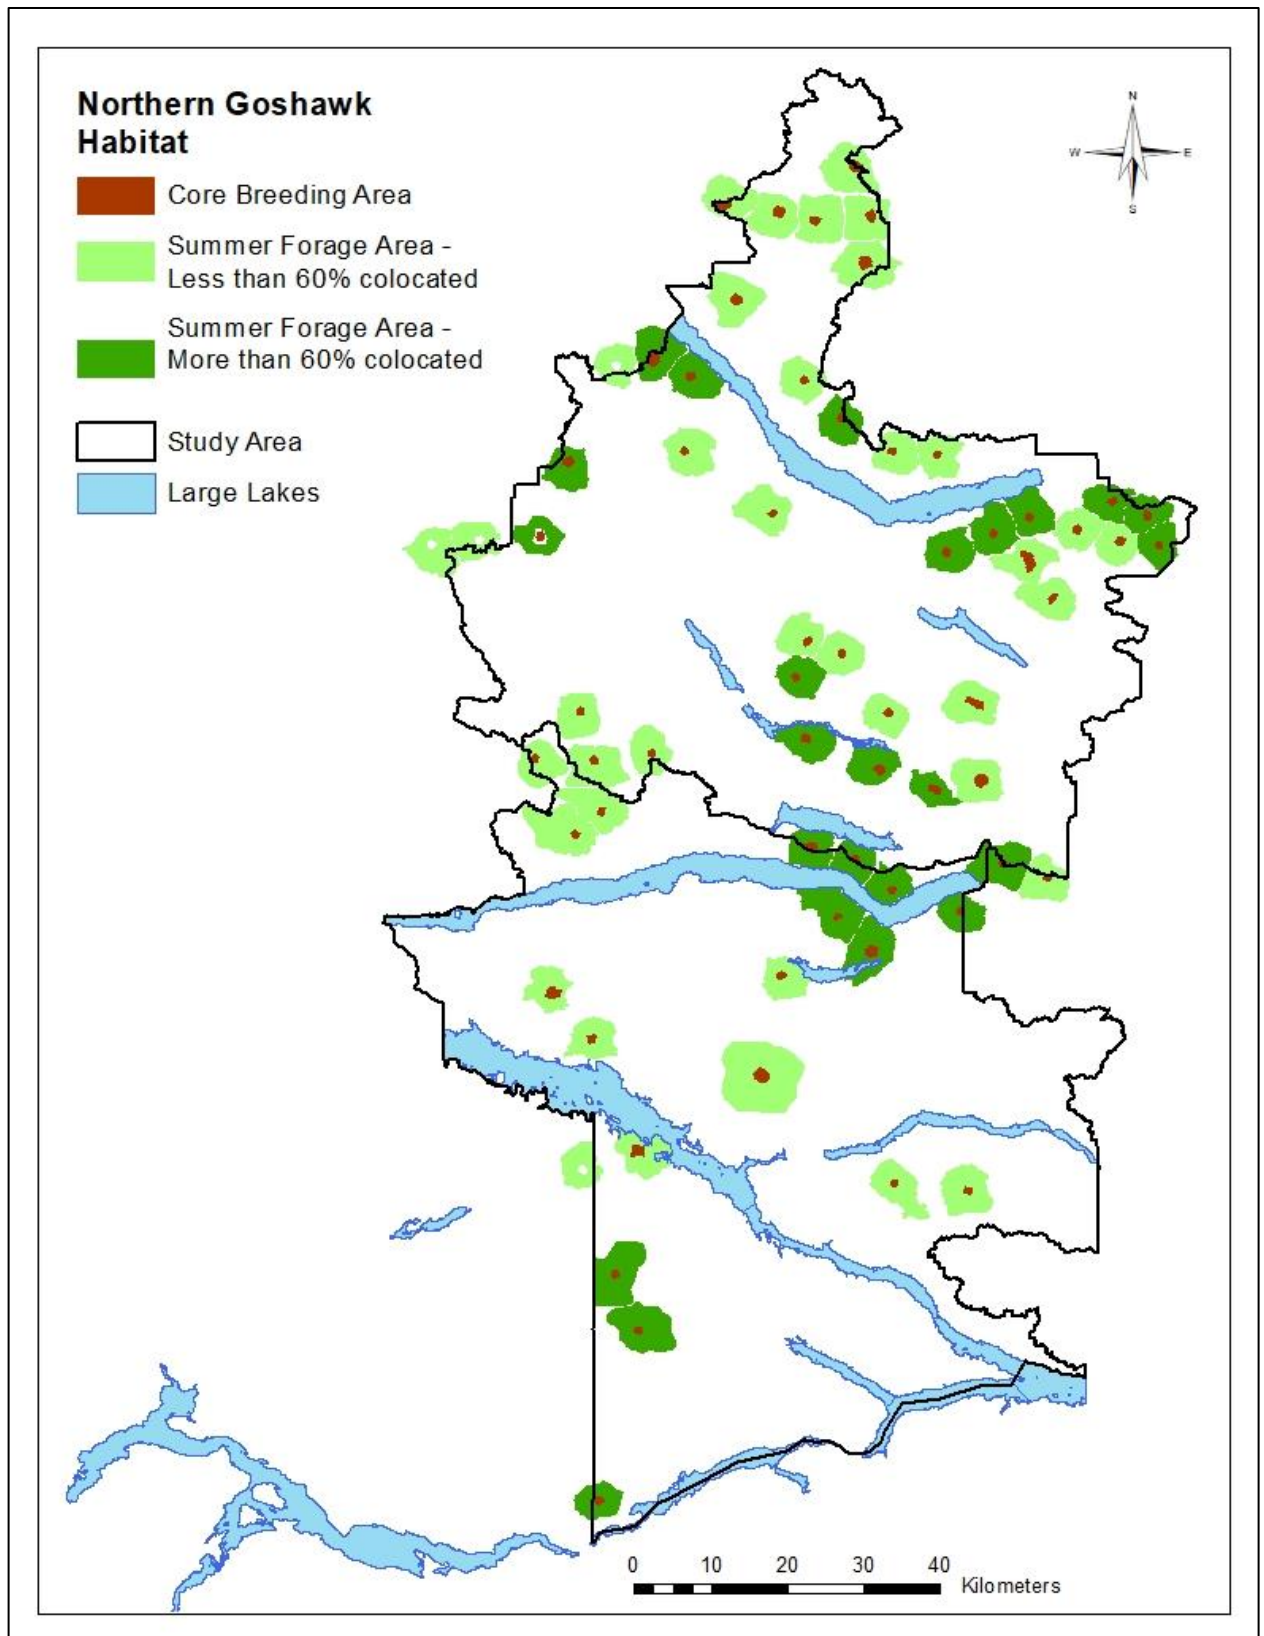 Northern Goshawk
Habitat
Core Breeding Area
Summer Forage Area -
Less than 60% colocated
Summer Forage Area -
More than 60% colocated
Study Area
Large Lakes
N
W E
S
0 10 20 30 40
Kilometers